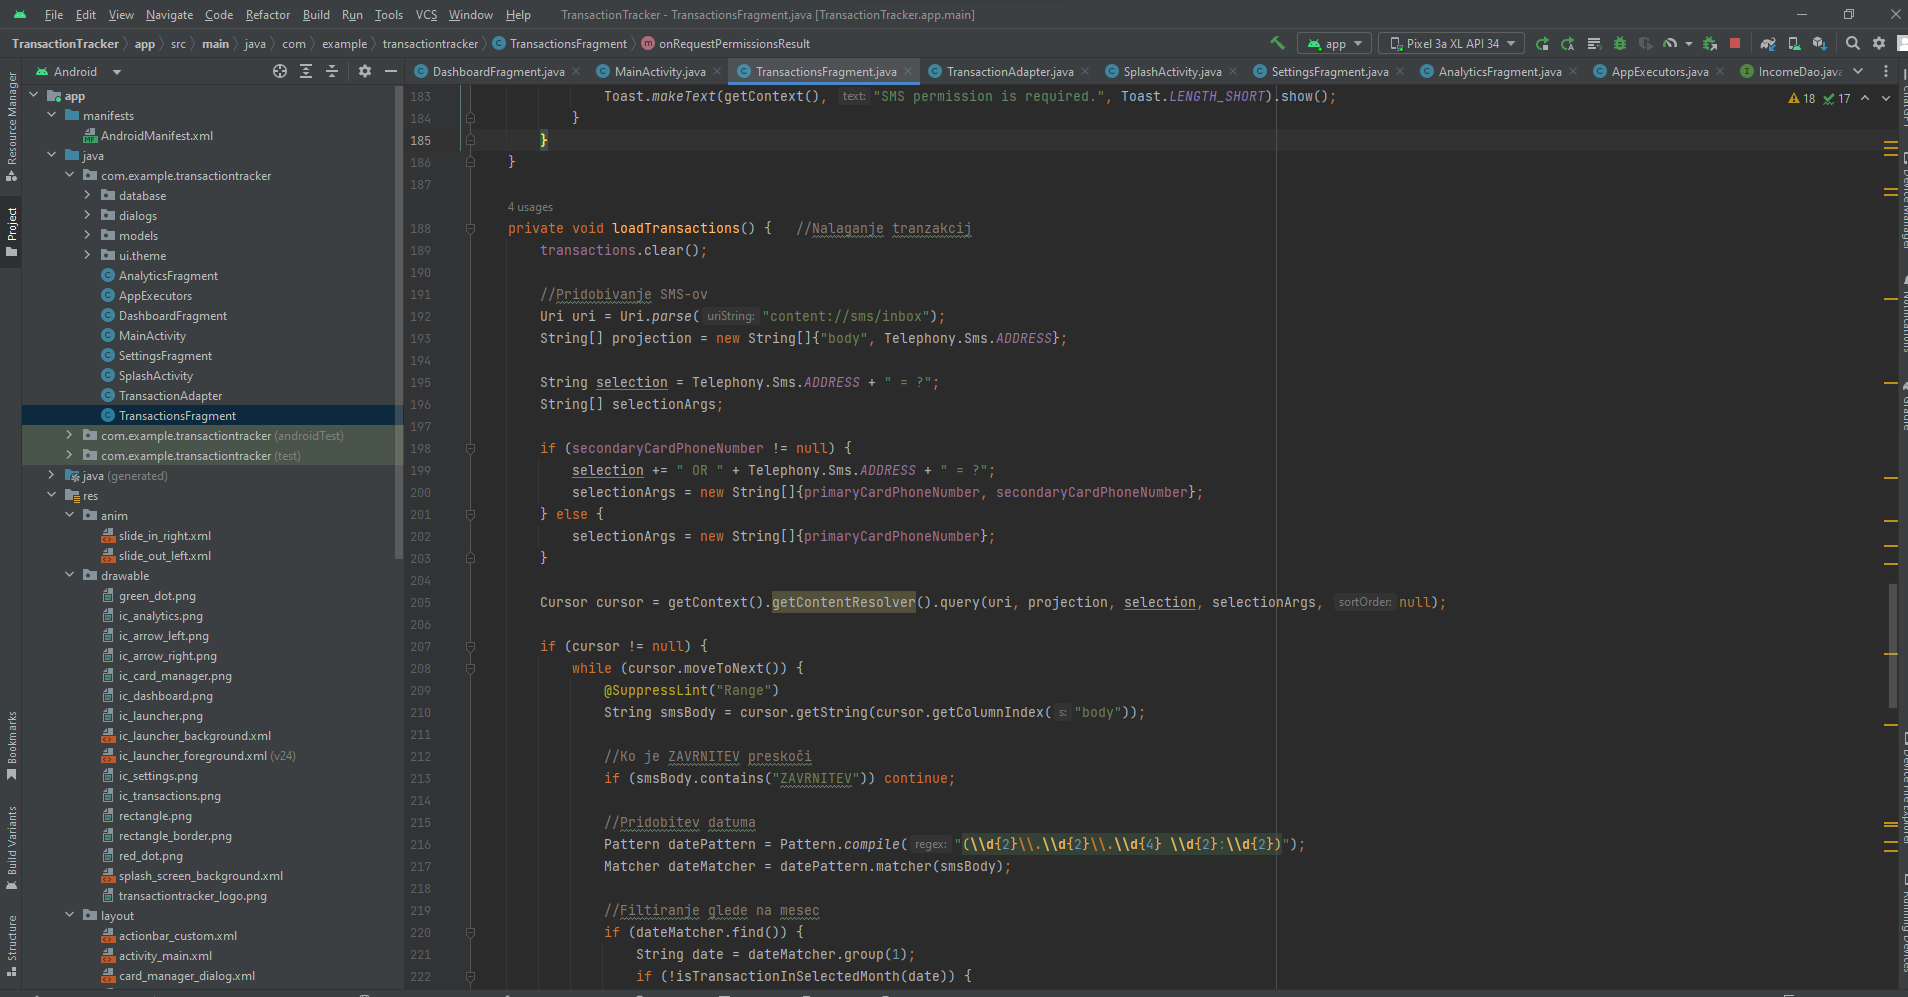 File Edit View Navigate Code Refactor Build Run Tools VCS Window Help TransactionTracker - TransactionsFragment.java [TransactionTracker.app.main]
TransactionTracker app src main java com example transactiontracker TransactionsFragment onRequestPermissionsResult app Pixel 3a XL API 34
Android
DashboardFragment.java MainActivity.java TransactionsFragment.java TransactionAdapter.java SplashActivity.java SettingsFragment.java AnalyticsFragment.java AppExecutors.java IncomeDao.java
Resource Manager
Project
Bookmarks
Build Variants
Structure
app
manifests
AndroidManifest.xml
java
com.example.transactiontracker
database
dialogs
models
ui.theme
AnalyticsFragment
AppExecutors
DashboardFragment
MainActivity
SettingsFragment
SplashActivity
TransactionAdapter
TransactionsFragment
com.example.transactiontracker (androidTest)
com.example.transactiontracker (test)
java (generated)
res
anim
slide_in_right.xml
slide_out_left.xml
drawable
green_dot.png
ic_analytics.png
ic_arrow_left.png
ic_arrow_right.png
ic_card_manager.png
ic_dashboard.png
ic_launcher.png
ic_launcher_background.xml
ic_launcher_foreground.xml (v24)
ic_settings.png
ic_transactions.png
rectangle.png
rectangle_border.png
red_dot.png
splash_screen_background.xml
transactiontracker_logo.png
layout
actionbar_custom.xml
activity_main.xml
card_manager_dialog.xml
18 17
183 Toast.makeText(getContext(), text: "SMS permission is required.", Toast.LENGTH_SHORT).show();
184 }
185 }
186 }
187
4 usages
188 private void loadTransactions() { //Nalaganje tranzakcij
189 transactions.clear();
190
191 //Pridobivanje SMS-ov
192 Uri uri = Uri.parse( uriString: "content://sms/inbox");
193 String[] projection = new String[]{"body", Telephony.Sms.ADDRESS};
194
195 String selection = Telephony.Sms.ADDRESS + " = ?";
196 String[] selectionArgs;
197
198 if (secondaryCardPhoneNumber != null) {
199 selection += " OR " + Telephony.Sms.ADDRESS + " = ?";
200 selectionArgs = new String[]{primaryCardPhoneNumber, secondaryCardPhoneNumber};
201 } else {
202 selectionArgs = new String[]{primaryCardPhoneNumber};
203 }
204
205 Cursor cursor = getContext().getContentResolver().query(uri, projection, selection, selectionArgs, sortOrder: null);
206
207 if (cursor != null) {
208 while (cursor.moveToNext()) {
209 @SuppressLint("Range")
210 String smsBody = cursor.getString(cursor.getColumnIndex( s: "body"));
211
212 //Ko je ZAVRNITEV preskoči
213 if (smsBody.contains("ZAVRNITEV")) continue;
214
215 //Pridobitev datuma
216 Pattern datePattern = Pattern.compile( regex: "(\\d{2}\\.\\d{2}\\.\\d{4} \\d{2}:\\d{2})");
217 Matcher dateMatcher = datePattern.matcher(smsBody);
218
219 //Filtiranje glede na mesec
220 if (dateMatcher.find()) {
221 String date = dateMatcher.group(1);
222 if (!isTransactionInSelectedMonth(date)) {